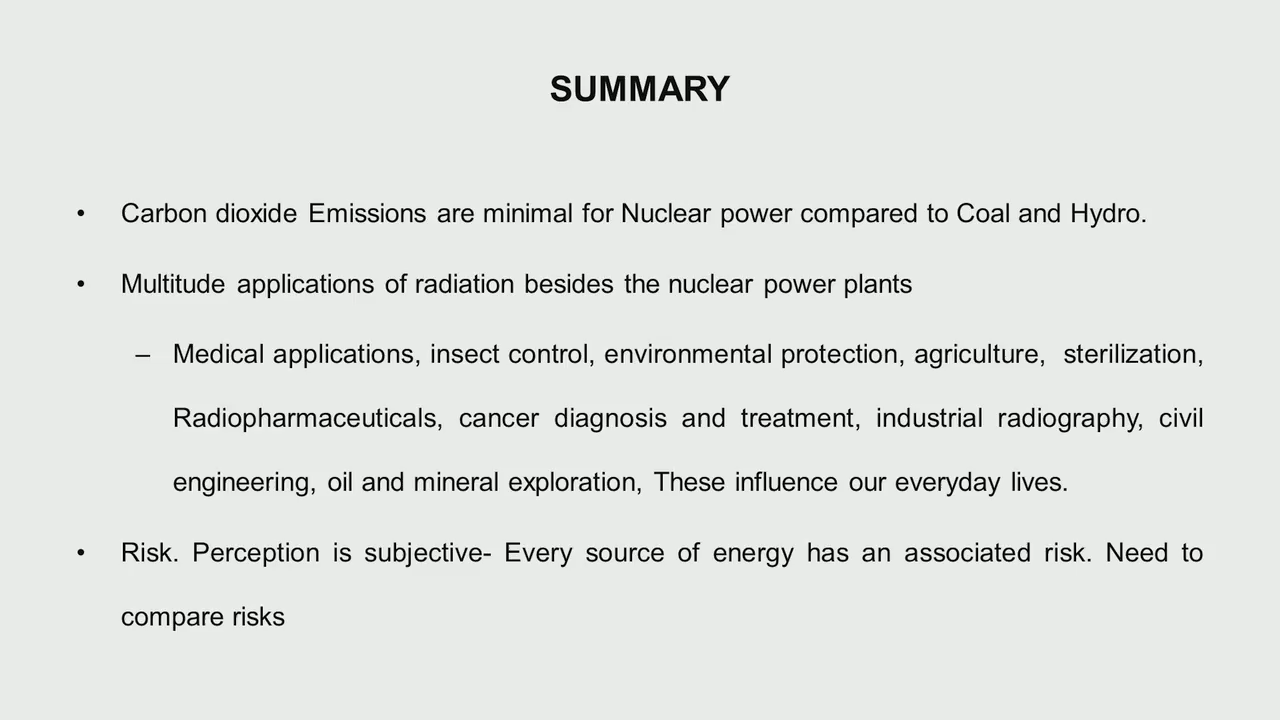 SUMMARY
• Carbon dioxide Emissions are minimal for Nuclear power compared to Coal and Hydro.
• Multitude applications of radiation besides the nuclear power plants
– Medical applications, insect control, environmental protection, agriculture, sterilization,
Radiopharmaceuticals, cancer diagnosis and treatment, industrial radiography, civil
engineering, oil and mineral exploration, These influence our everyday lives.
• Risk. Perception is subjective- Every source of energy has an associated risk. Need to
compare risks